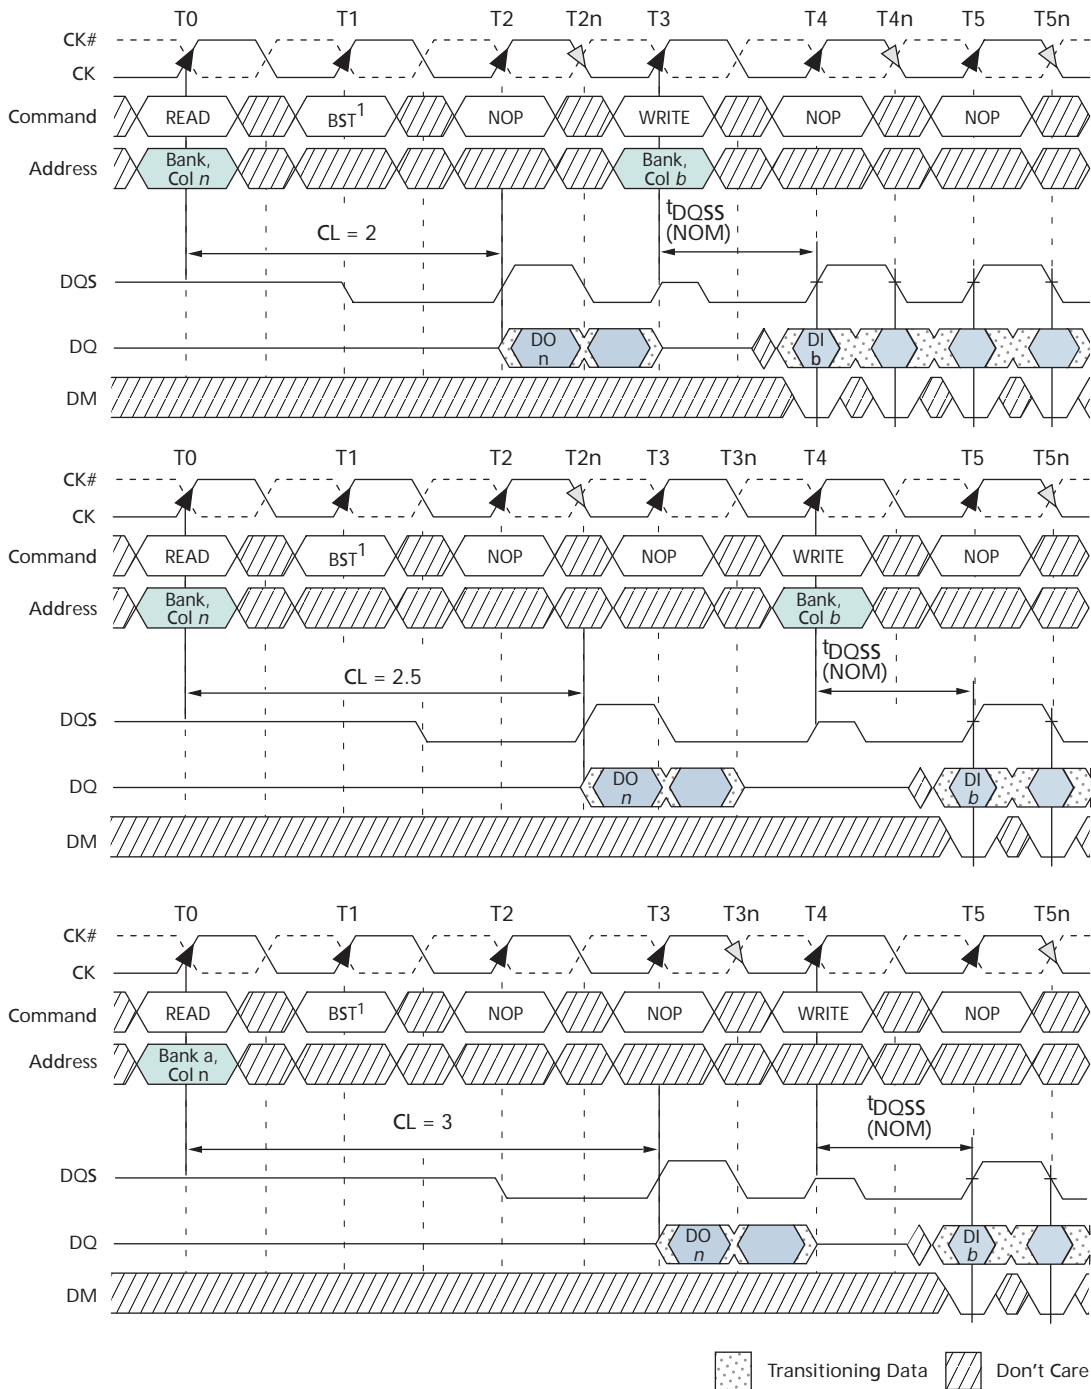 T0 T1 T2 T2n T3 T4 T4n T5 T5n
CK#
CK
Command READ BST1 NOP WRITE NOP NOP
Address Bank, Col n Bank, Col b
CL = 2 tDQSS (NOM)
DQS
DQ DO n DI b
DM
T0 T1 T2 T2n T3 T3n T4 T5 T5n
CK#
CK
Command READ BST1 NOP NOP WRITE NOP
Address Bank, Col n Bank, Col b
CL = 2.5 tDQSS (NOM)
DQS
DQ DO n DI b
DM
T0 T1 T2 T3 T3n T4 T5 T5n
CK#
CK
Command READ BST1 NOP NOP WRITE NOP
Address Bank a, Col n
CL = 3 tDQSS (NOM)
DQS
DQ DO n DI b
DM
Transitioning Data Don't Care